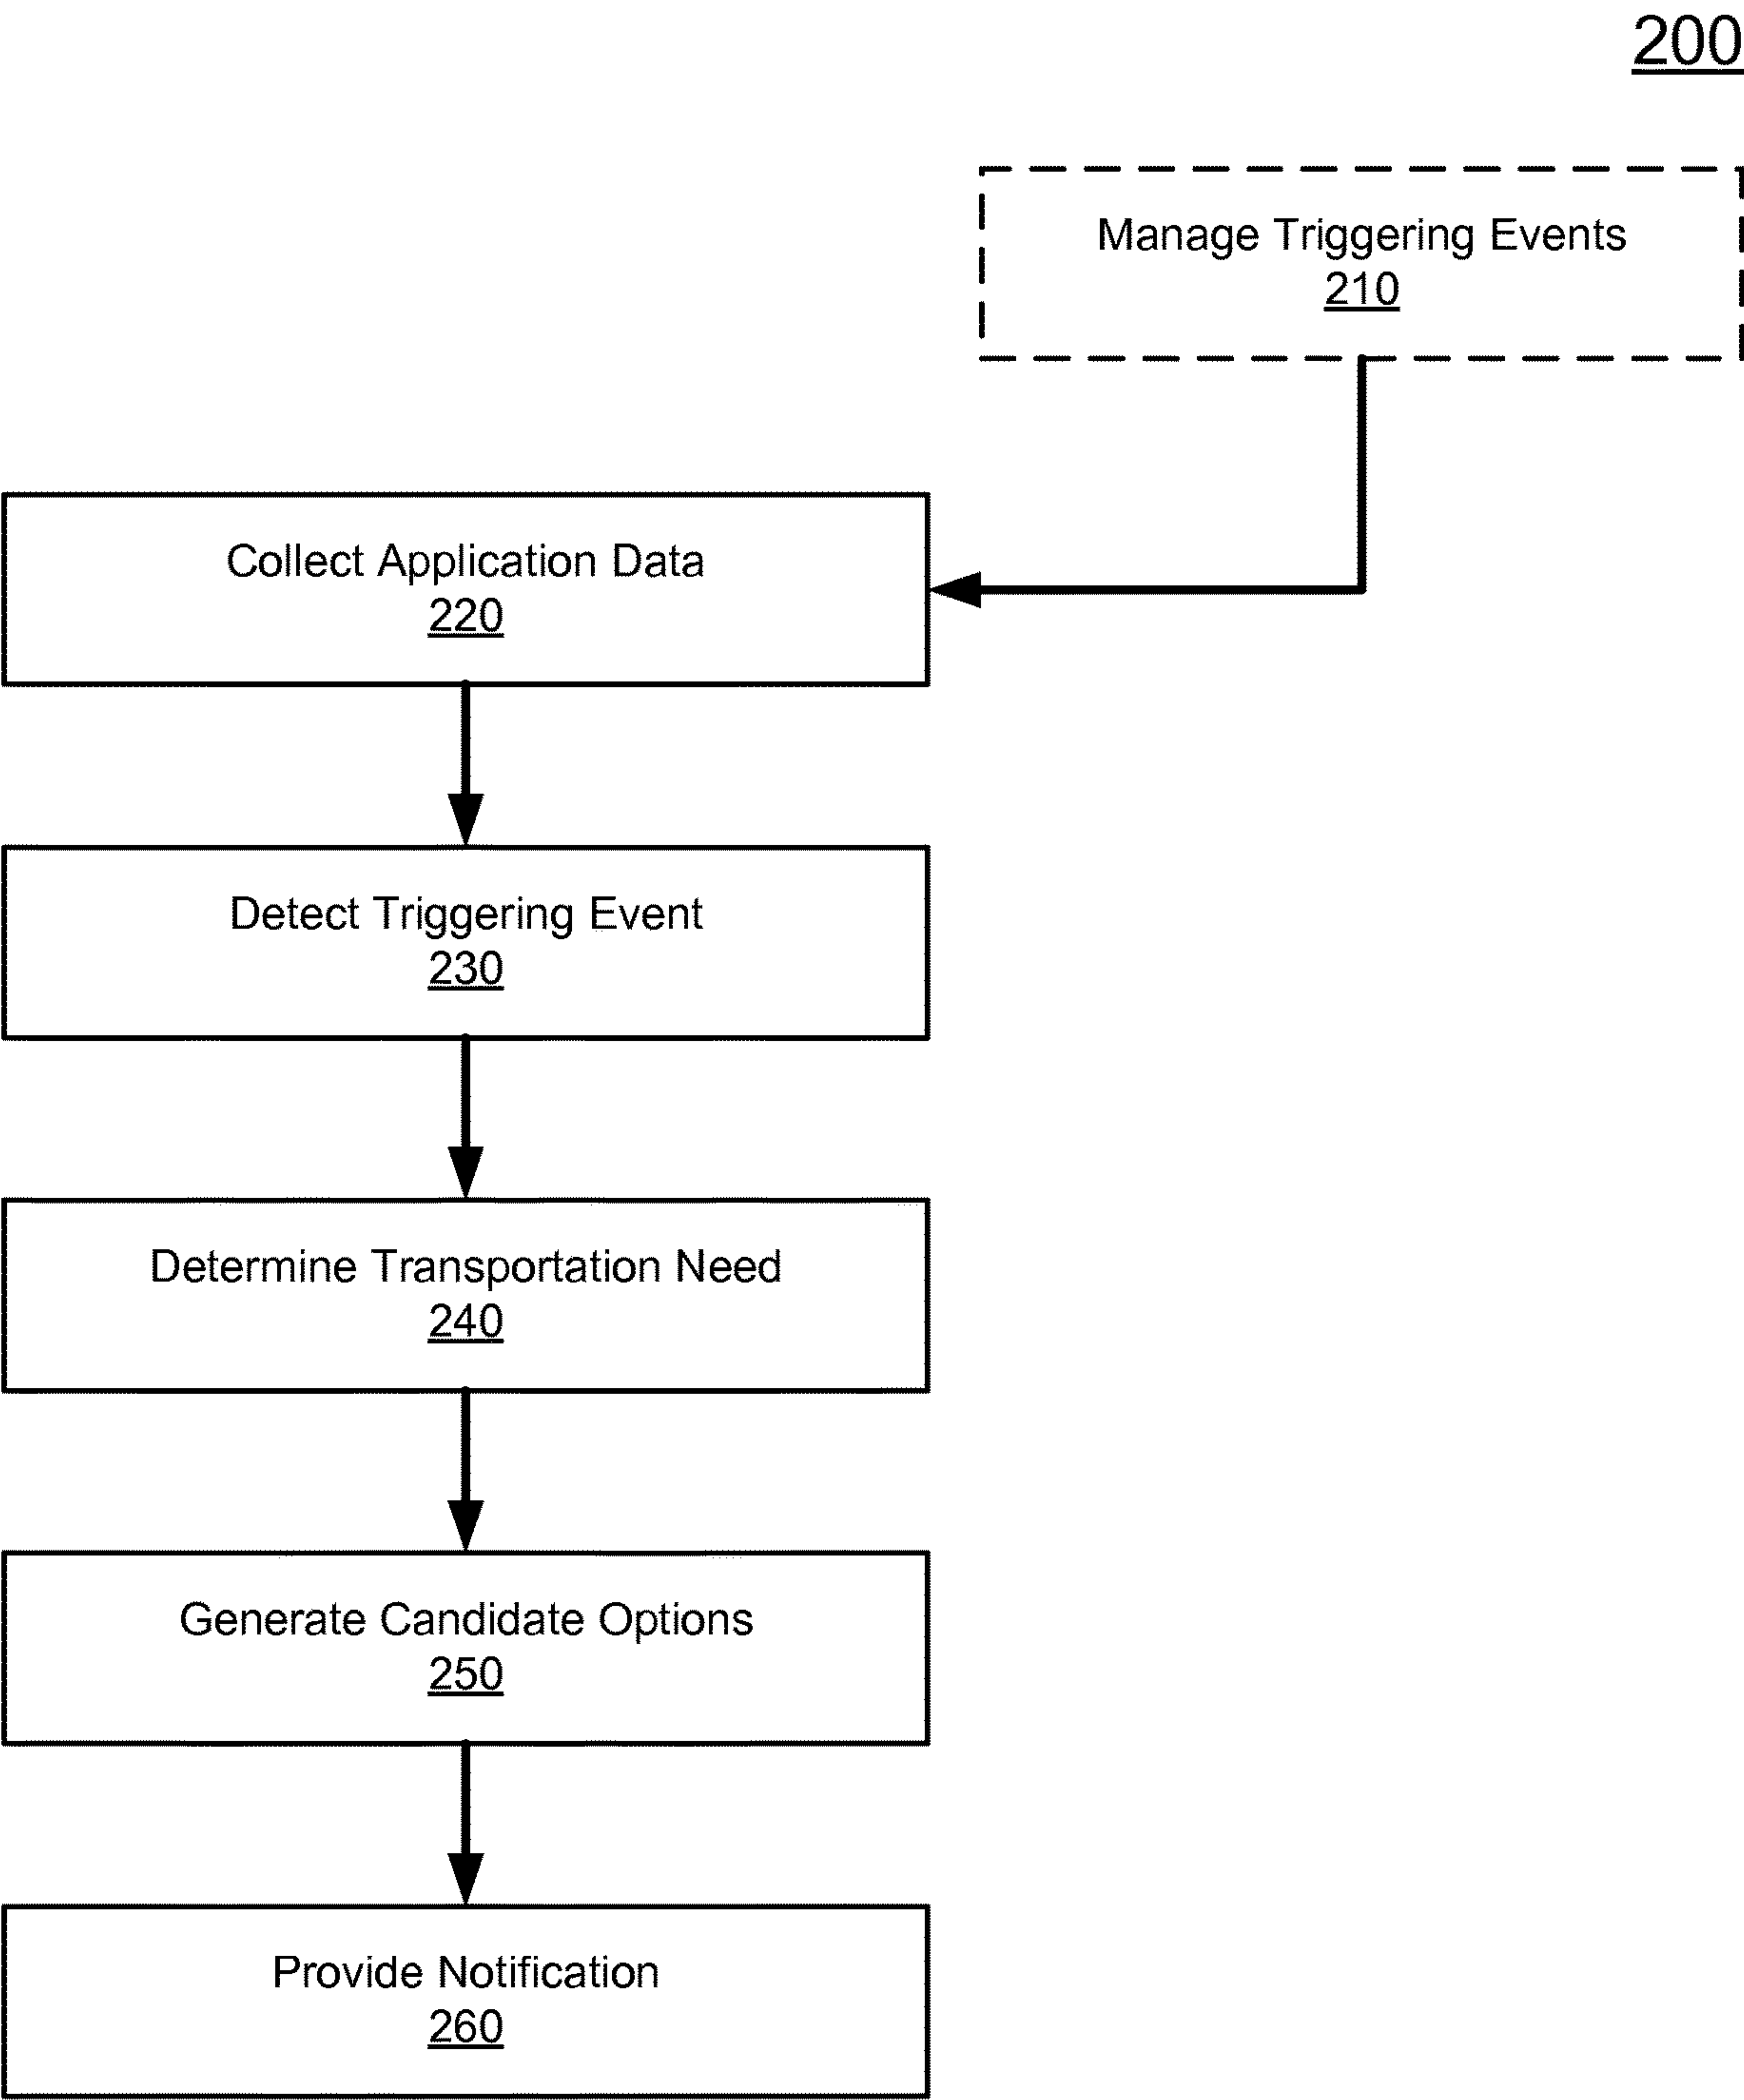 200
Manage Triggering Events
210
Collect Application Data
220
Detect Triggering Event
230
Determine Transportation Need
240
Generate Candidate Options
250
Provide Notification
260